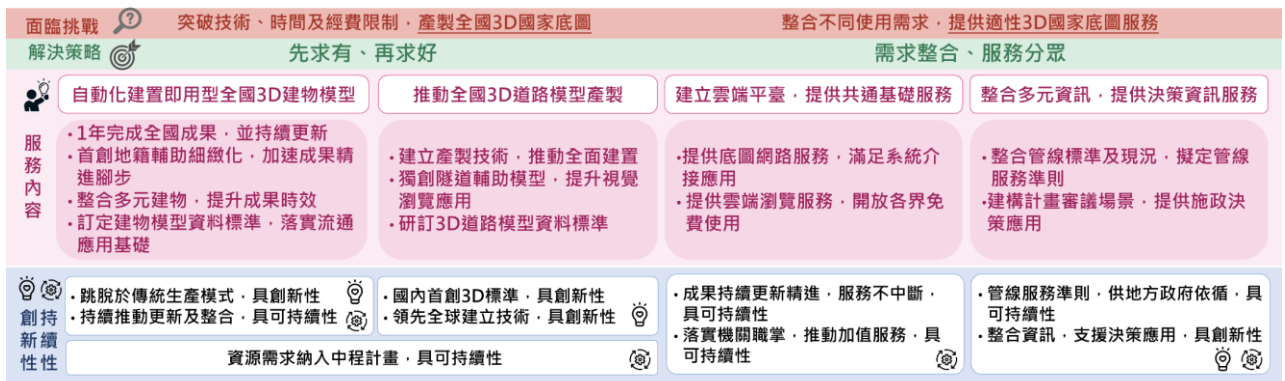 面臨挑戰
突破技術、時間及經費限制，產製全國3D國家底圖
整合不同使用需求，提供適性3D國家底圖服務
解決策略
先求有、再求好
需求整合、服務分眾
服務內容
自動化建置即用型全國3D建物模型
•1年完成全國成果，並持續更新
•首創地籍輔助細緻化，加速成果精
進腳步
•整合多元建物，提升成果時效
•訂定建物模型資料標準，落實流通
應用基礎
推動全國3D道路模型產製
•建立產製技術，推動全面建置
•獨創隧道輔助模型，提升視覺
瀏覽應用
•研訂3D道路模型資料標準
建立雲端平臺，提供共通基礎服務
•提供底圖網路服務，滿足系統介
接應用
•提供雲端瀏覽服務，開放各界免
費使用
整合多元資訊，提供決策資訊服務
•整合管線標準及現況，擬定管線
服務準則
•建構計畫審議場景，提供施政決
策應用
創新性
持續性
•跳脫於傳統生產模式，具創新性
•持續推動更新及整合，具可持續性
•國內首創3D標準，具創新性
•領先全球建立技術，具創新性
資源需求納入中程計畫，具可持續性
•成果持續更新精進，服務不中斷，
具可持續性
•落實機關職掌，推動加值服務，具
可持續性
•管線服務準則，供地方政府依循，具
可持續性
•整合資訊，支援決策應用，具創新性